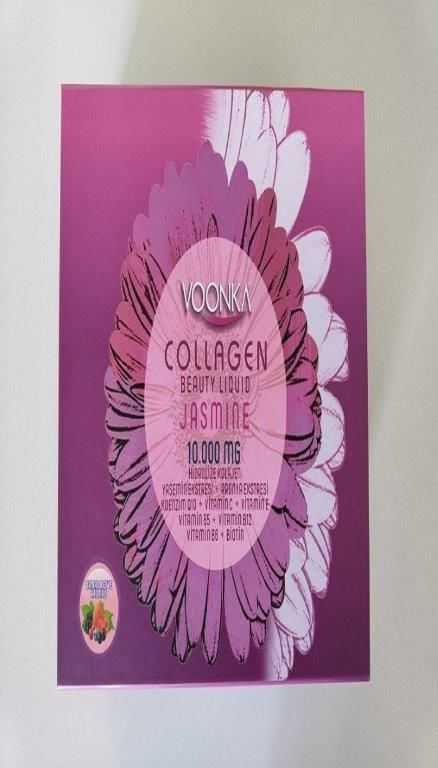 VOONKA
COLLAGEN
BEAUTY LIQUID
JASMINE
10.000 MG
HİDROLİZE KOLAJEN
YASEMİN EKSTRESİ • ARONYA EKSTRESİ
KOENZİM Q10 • VİTAMİN C • VİTAMİN E
VİTAMİN B5 • VİTAMİN B12
VİTAMİN B6 • BİOTİN